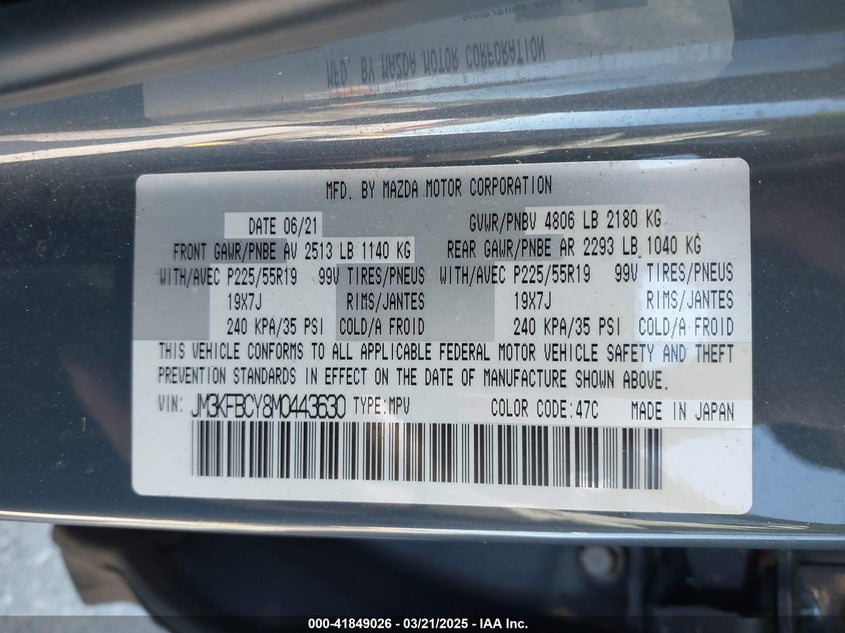 MFD. BY MAZDA MOTOR CORPORATION
MFD. BY MAZDA MOTOR CORPORATION
DATE 06/21 GVWR/PNBV 4806 LB 2180 KG
FRONT GAWR/PNBE AV 2513 LB 1140 KG REAR GAWR/PNBE AR 2293 LB 1040 KG
WITH/AVEC P225/55R19 99V TIRES/PNEUS WITH/AVEC P225/55R19 99V TIRES/PNEUS
19X7J RIMS/JANTES 19X7J RIMS/JANTES
240 KPA/35 PSI COLD/A FROID 240 KPA/35 PSI COLD/A FROID
THIS VEHICLE CONFORMS TO ALL APPLICABLE FEDERAL MOTOR VEHICLE SAFETY AND THEFT
PREVENTION STANDARDS IN EFFECT ON THE DATE OF MANUFACTURE SHOWN ABOVE.
VIN: JM3KFBCY8M0443630 TYPE:MPV COLOR CODE:47C MADE IN JAPAN
000-41849026 - 03/21/2025 - IAA Inc.